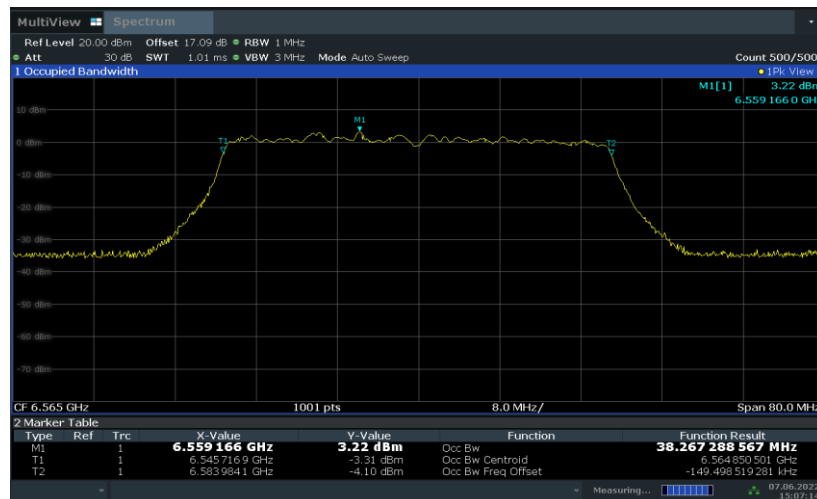 MultiView Spectrum
Ref Level 20.00 dBm Offset 17.09 dB RBW 1 MHz
Att 30 dB SWT 1.01 ms VBW 3 MHz Mode Auto Sweep Count 500/500
1 Occupied Bandwidth 1Pk View
M1[1] 3.22 dBm
6.559 166 0 GH
M1
10 dBm
T1
T2
0 dBm
-10 dBm
-20 dBm
-30 dBm
-40 dBm
-50 dBm
-60 dBm
-70 dBm
CF 6.565 GHz 1001 pts 8.0 MHz/ Span 80.0 MHz
2 Marker Table
Type Ref Trc X-Value Y-Value Function Function Result
M1 1 6.559 166 GHz 3.22 dBm Occ Bw 38.267 288 567 MHz
T1 1 6.545 716 9 GHz -3.31 dBm Occ Bw Centroid 6.564 850 501 GHz
T2 1 6.583 984 1 GHz -4.10 dBm Occ Bw Freq Offset -149.498 519 281 kHz
Measuring... 07.06.2022
15:07:14